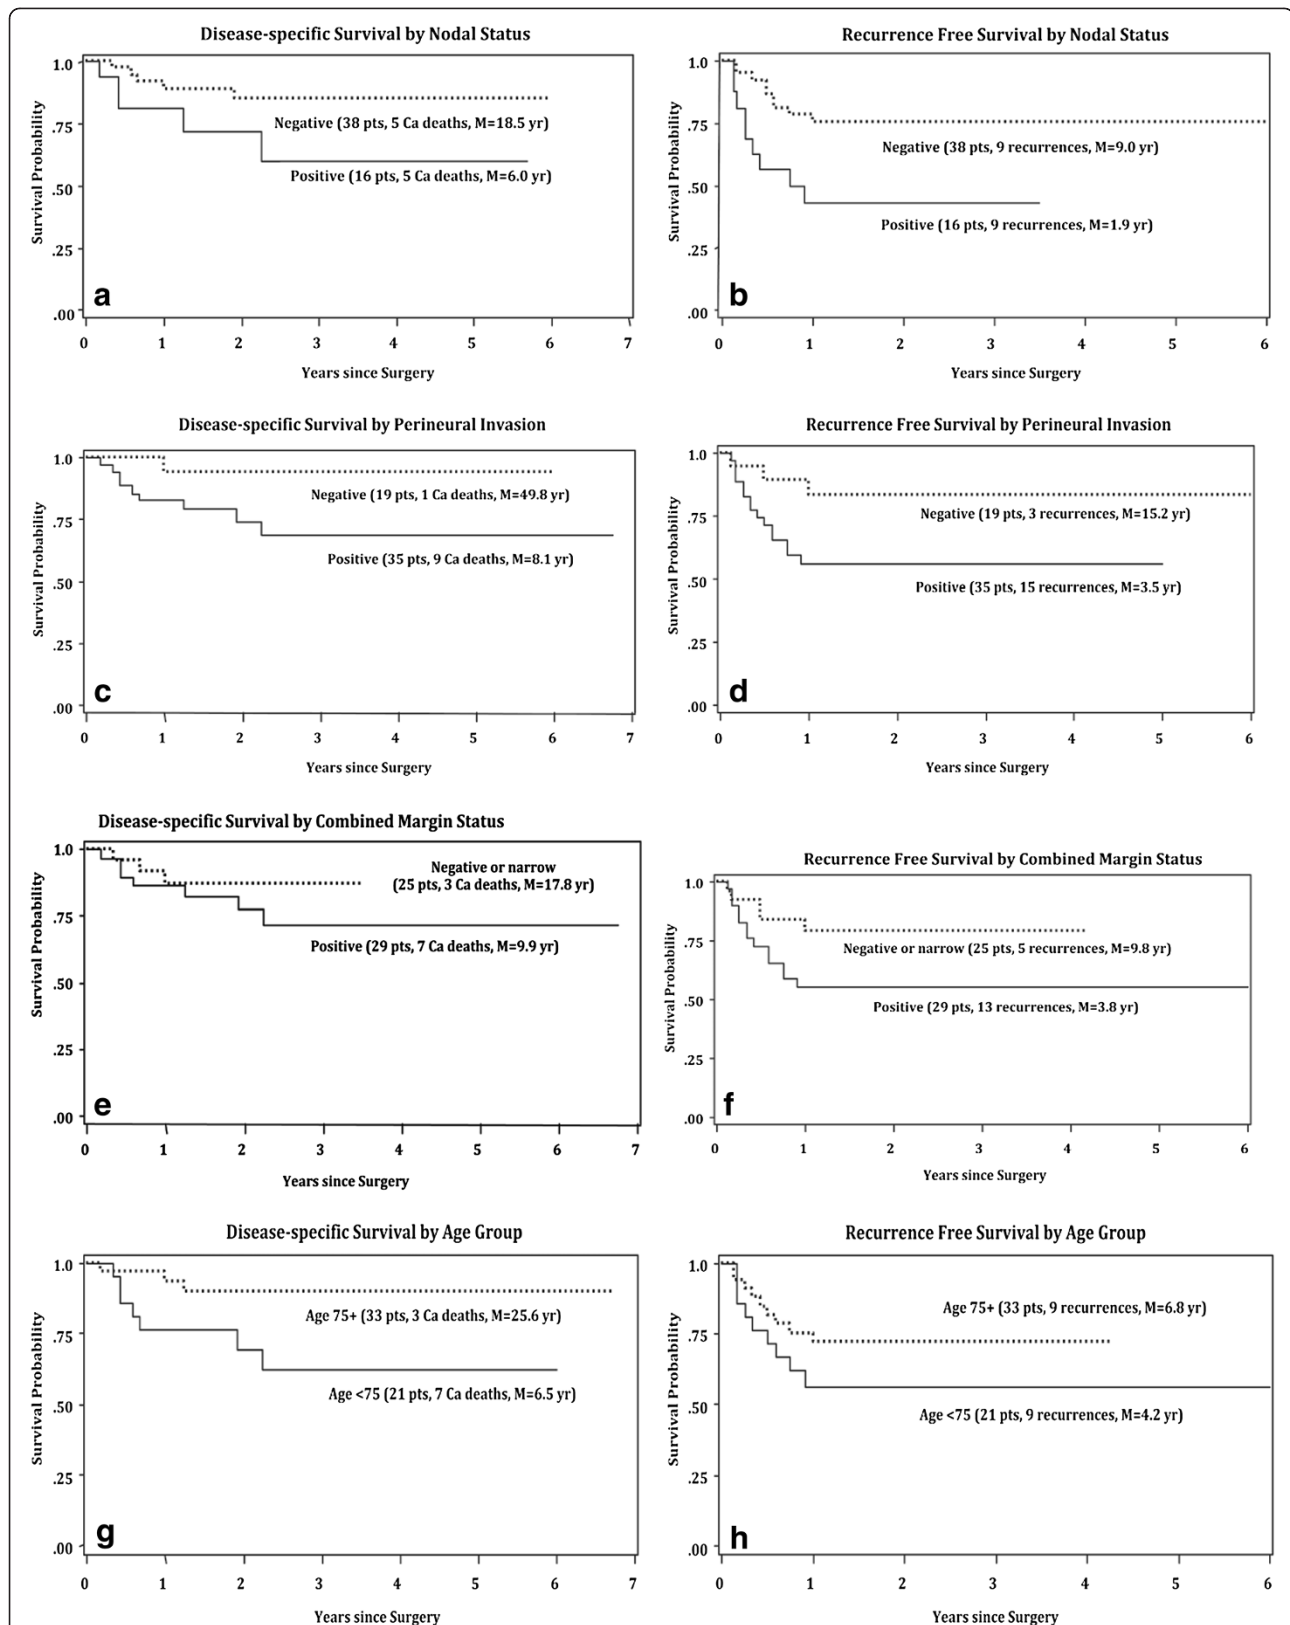 Disease-specific Survival by Nodal Status
Survival Probability
1.0
.75
.50
.25
.00
Negative (38 pts, 5 Ca deaths, M=18.5 yr)
Positive (16 pts, 5 Ca deaths, M=6.0 yr)
a
0 1 2 3 4 5 6 7
Years since Surgery
Recurrence Free Survival by Nodal Status
Survival Probability
1.0
.75
.50
.25
.00
Negative (38 pts, 9 recurrences, M=9.0 yr)
Positive (16 pts, 9 recurrences, M=1.9 yr)
b
0 1 2 3 4 5 6
Years since Surgery
Disease-specific Survival by Perineural Invasion
Survival Probability
1.0
.75
.50
.25
.00
Negative (19 pts, 1 Ca deaths, M=49.8 yr)
Positive (35 pts, 9 Ca deaths, M=8.1 yr)
c
0 1 2 3 4 5 6 7
Years since Surgery
Recurrence Free Survival by Perineural Invasion
Survival Probability
1.0
.75
.50
.25
.00
Negative (19 pts, 3 recurrences, M=15.2 yr)
Positive (35 pts, 15 recurrences, M=3.5 yr)
d
0 1 2 3 4 5 6
Years since Surgery
Disease-specific Survival by Combined Margin Status
Survival Probability
1.0
.75
.50
.25
.00
Negative or narrow
(25 pts, 3 Ca deaths, M=17.8 yr)
Positive (29 pts, 7 Ca deaths, M=9.9 yr)
e
0 1 2 3 4 5 6 7
Years since Surgery
Recurrence Free Survival by Combined Margin Status
Survival Probability
1.0
.75
.50
.25
.00
Negative or narrow (25 pts, 5 recurrences, M=9.8 yr)
Positive (29 pts, 13 recurrences, M=3.8 yr)
f
0 1 2 3 4 5 6
Years since Surgery
Disease-specific Survival by Age Group
Survival Probability
1.0
.75
.50
.25
.00
Age 75+ (33 pts, 3 Ca deaths, M=25.6 yr)
Age <75 (21 pts, 7 Ca deaths, M=6.5 yr)
g
0 1 2 3 4 5 6 7
Years since Surgery
Recurrence Free Survival by Age Group
Survival Probability
1.0
.75
.50
.25
.00
Age 75+ (33 pts, 9 recurrences, M=6.8 yr)
Age <75 (21 pts, 9 recurrences, M=4.2 yr)
h
0 1 2 3 4 5 6
Years since Surgery